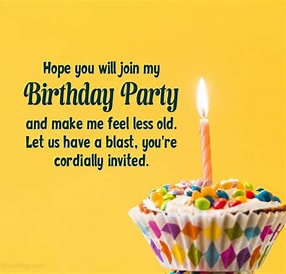 Hope you will join my
Birthday Party
and make me feel less old.
Let us have a blast, you're
cordially invited.